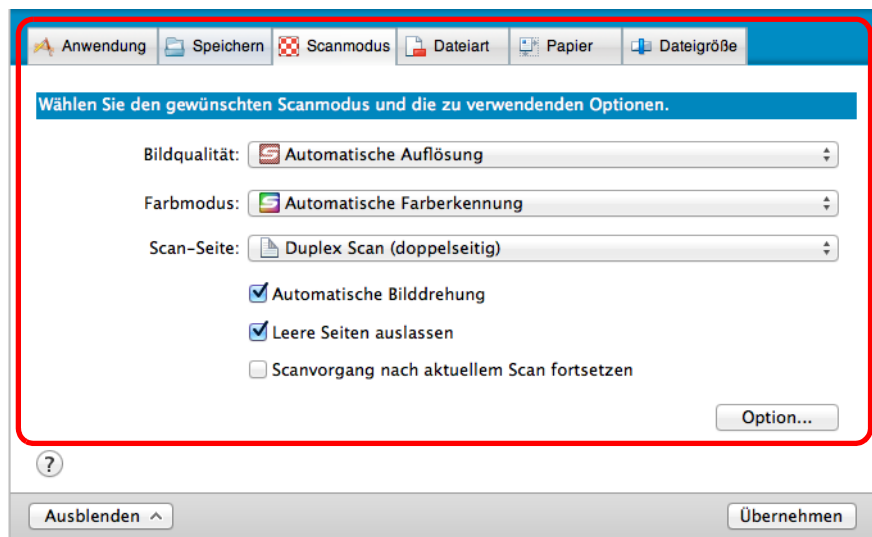 Anwendung Speichern Scanmodus Dateiart Papier Dateigröße
Wählen Sie den gewünschten Scanmodus und die zu verwendenden Optionen.
Bildqualität: Automatische Auflösung
Farbmodus: Automatische Farberkennung
Scan-Seite: Duplex Scan (doppelseitig)
Automatische Bilddrehung
Leere Seiten auslassen
Scanvorgang nach aktuellem Scan fortsetzen
Option...
?
Ausblenden Übernehmen